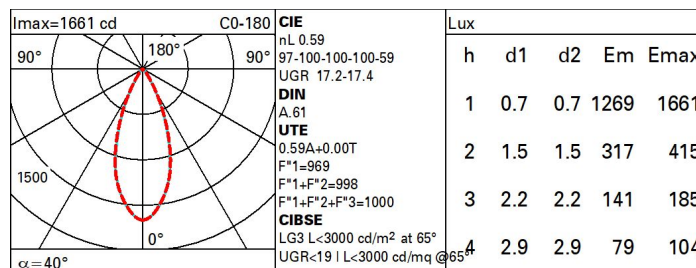 Imax=1661 cd C0-180
90° 180° 90°
1500
0°
α=40°
CIE
nL 0.59
97-100-100-100-59
UGR 17.2-17.4
DIN
A.61
UTE
0.59A+0.00T
F"1=969
F"1+F"2=998
F"1+F"2+F"3=1000
CIBSE
LG3 L<3000 cd/m² at 65°
UGR<19 | L<3000 cd/mq @65°
Lux
h d1 d2 Em Emax
1 0.7 0.7 1269 1661
2 1.5 1.5 317 415
3 2.2 2.2 141 185
4 2.9 2.9 79 104